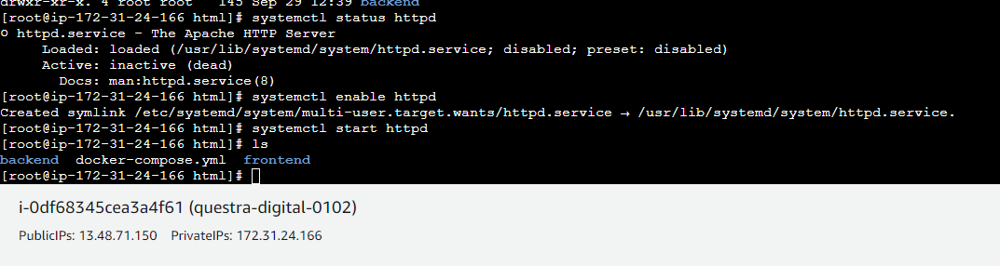 drwxr-xr-x. 4 root root 145 Sep 29 12:39 backend
[root@ip-172-31-24-166 html]# systemctl status httpd
○ httpd.service - The Apache HTTP Server
Loaded: loaded (/usr/lib/systemd/system/httpd.service; disabled; preset: disabled)
Active: inactive (dead)
Docs: man:httpd.service(8)
[root@ip-172-31-24-166 html]# systemctl enable httpd
Created symlink /etc/systemd/system/multi-user.target.wants/httpd.service → /usr/lib/systemd/system/httpd.service.
[root@ip-172-31-24-166 html]# systemctl start httpd
[root@ip-172-31-24-166 html]# ls
backend docker-compose.yml frontend
[root@ip-172-31-24-166 html]#
i-0df68345cea3a4f61 (questra-digital-0102)
PublicIPs: 13.48.71.150 PrivateIPs: 172.31.24.166